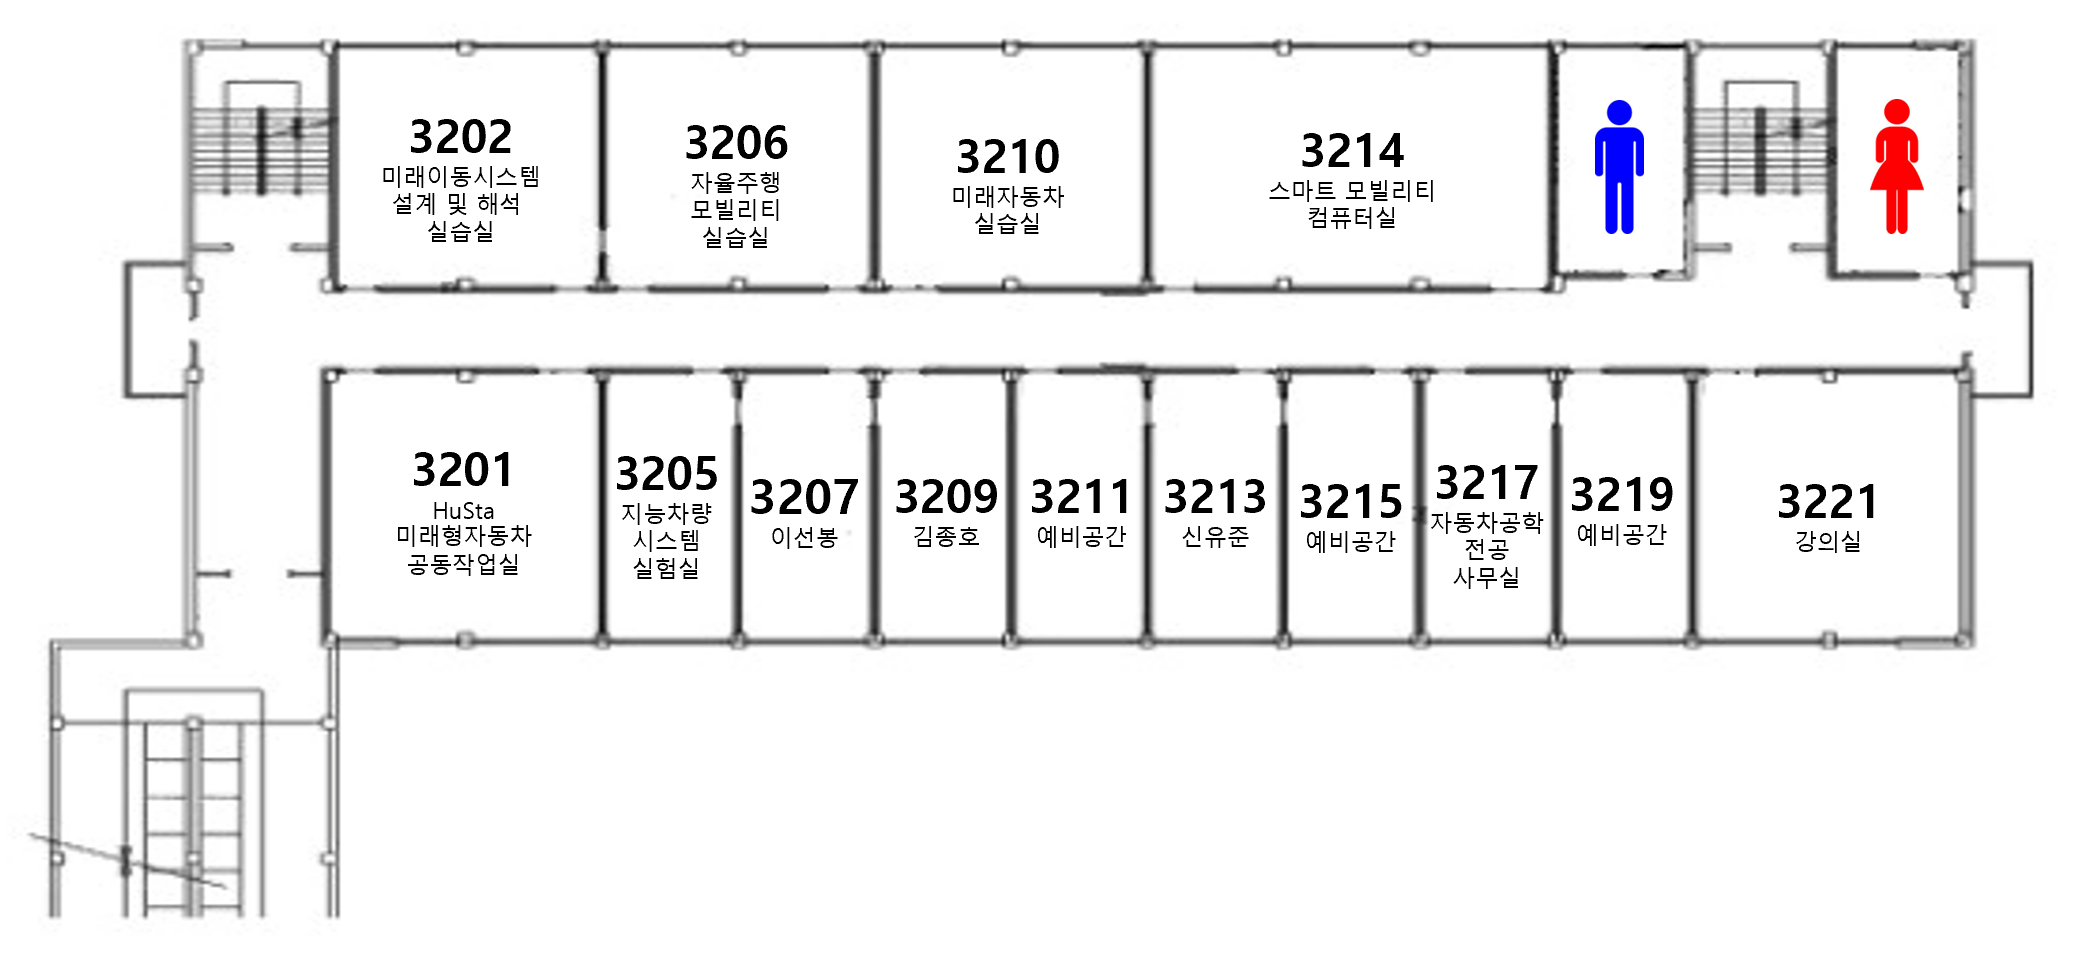 3202
미래이동시스템
설계 및 해석
실습실
3206
자율주행
모빌리티
실습실
3210
미래자동차
실습실
3214
스마트 모빌리티
컴퓨터실
3201
HuSta
미래형자동차
공동작업실
3205
지능차량
시스템
실험실
3207
이선봉
3209
김종호
3211
예비공간
3213
신유준
3215
예비공간
3217
자동차공학
전공
사무실
3219
예비공간
3221
강의실